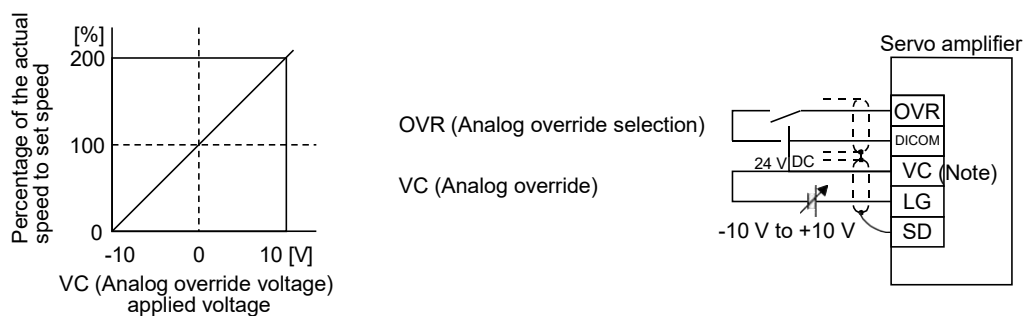 Percentage of the actual
speed to set speed
[%]
200
100
0
-10
0
10 [V]
VC (Analog override voltage)
applied voltage
OVR (Analog override selection)
VC (Analog override)
Servo amplifier
OVR
DICOM
24 V DC
VC (Note)
LG
-10 V to +10 V
SD